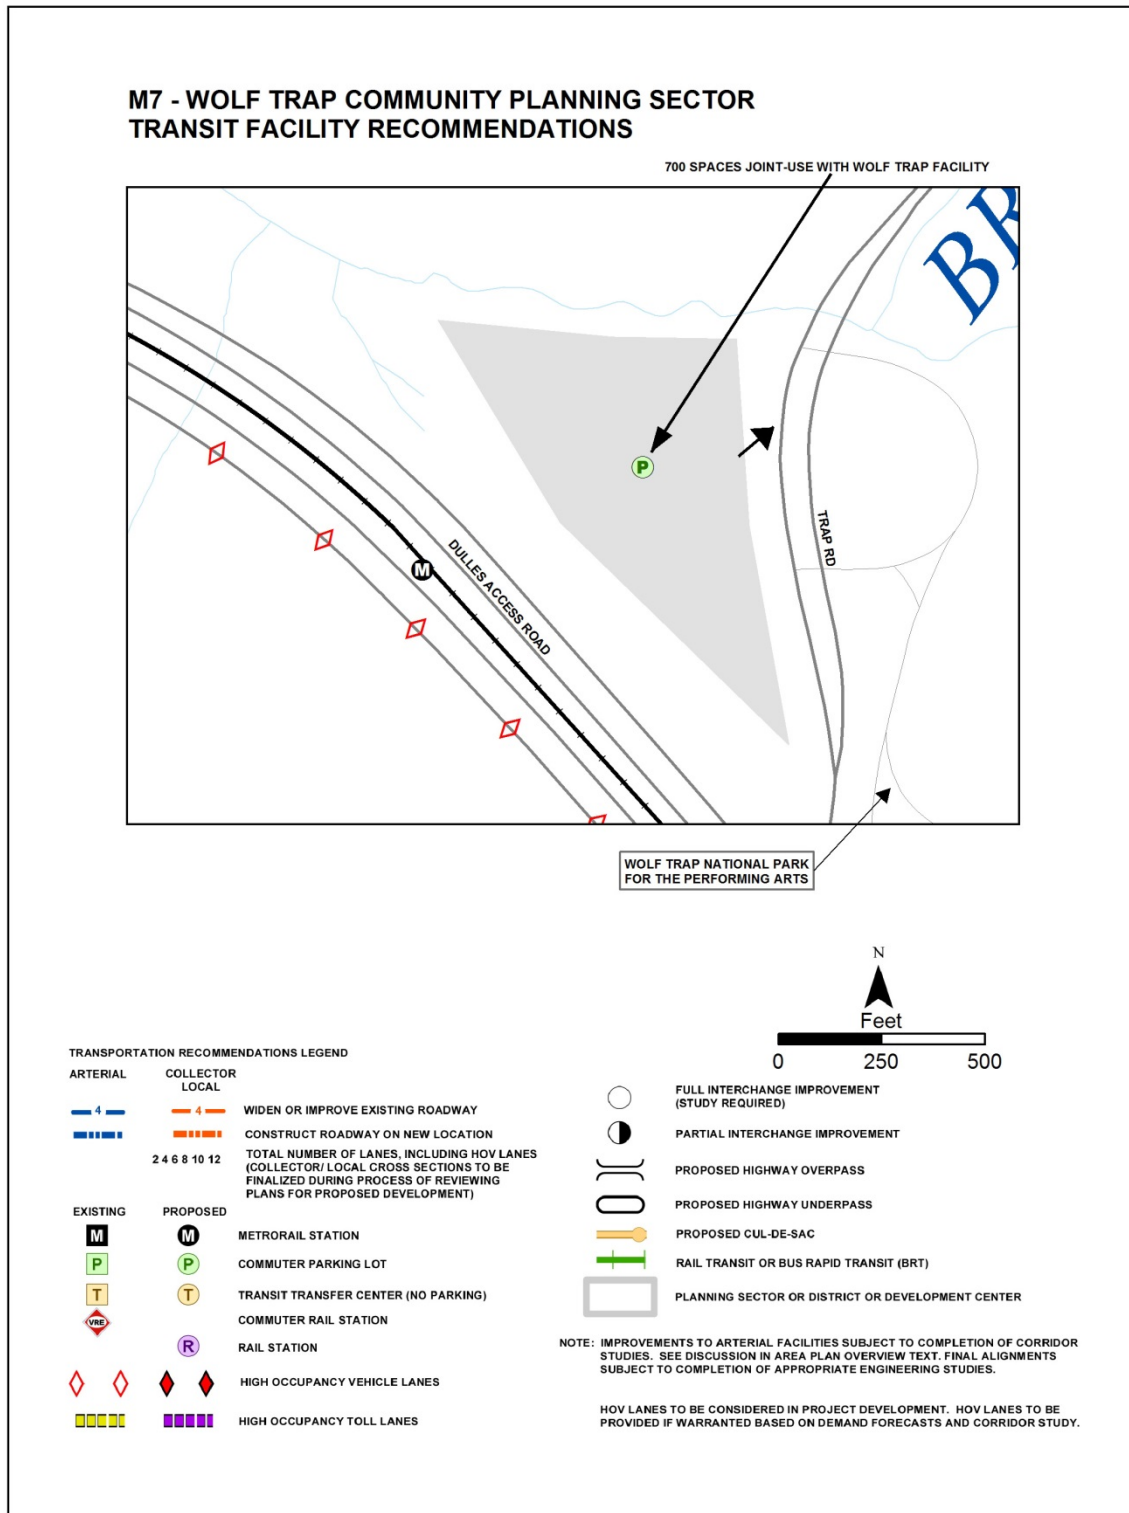 M7 - WOLF TRAP COMMUNITY PLANNING SECTOR
TRANSIT FACILITY RECOMMENDATIONS
700 SPACES JOINT-USE WITH WOLF TRAP FACILITY
BR
P
TRAP RD
M
DULLES ACCESS ROAD
WOLF TRAP NATIONAL PARK
FOR THE PERFORMING ARTS
N
Feet
0 250 500
TRANSPORTATION RECOMMENDATIONS LEGEND
ARTERIAL COLLECTOR
LOCAL
4 4 WIDEN OR IMPROVE EXISTING ROADWAY
CONSTRUCT ROADWAY ON NEW LOCATION
2 4 6 8 10 12 TOTAL NUMBER OF LANES, INCLUDING HOV LANES
(COLLECTOR/ LOCAL CROSS SECTIONS TO BE
FINALIZED DURING PROCESS OF REVIEWING
PLANS FOR PROPOSED DEVELOPMENT)
EXISTING PROPOSED
M M METRORAIL STATION
P P COMMUTER PARKING LOT
T T TRANSIT TRANSFER CENTER (NO PARKING)
VRE COMMUTER RAIL STATION
R RAIL STATION
HIGH OCCUPANCY VEHICLE LANES
HIGH OCCUPANCY TOLL LANES
FULL INTERCHANGE IMPROVEMENT
(STUDY REQUIRED)
PARTIAL INTERCHANGE IMPROVEMENT
PROPOSED HIGHWAY OVERPASS
PROPOSED HIGHWAY UNDERPASS
PROPOSED CUL-DE-SAC
RAIL TRANSIT OR BUS RAPID TRANSIT (BRT)
PLANNING SECTOR OR DISTRICT OR DEVELOPMENT CENTER
NOTE: IMPROVEMENTS TO ARTERIAL FACILITIES SUBJECT TO COMPLETION OF CORRIDOR
STUDIES. SEE DISCUSSION IN AREA PLAN OVERVIEW TEXT. FINAL ALIGNMENTS
SUBJECT TO COMPLETION OF APPROPRIATE ENGINEERING STUDIES.
HOV LANES TO BE CONSIDERED IN PROJECT DEVELOPMENT. HOV LANES TO BE
PROVIDED IF WARRANTED BASED ON DEMAND FORECASTS AND CORRIDOR STUDY.